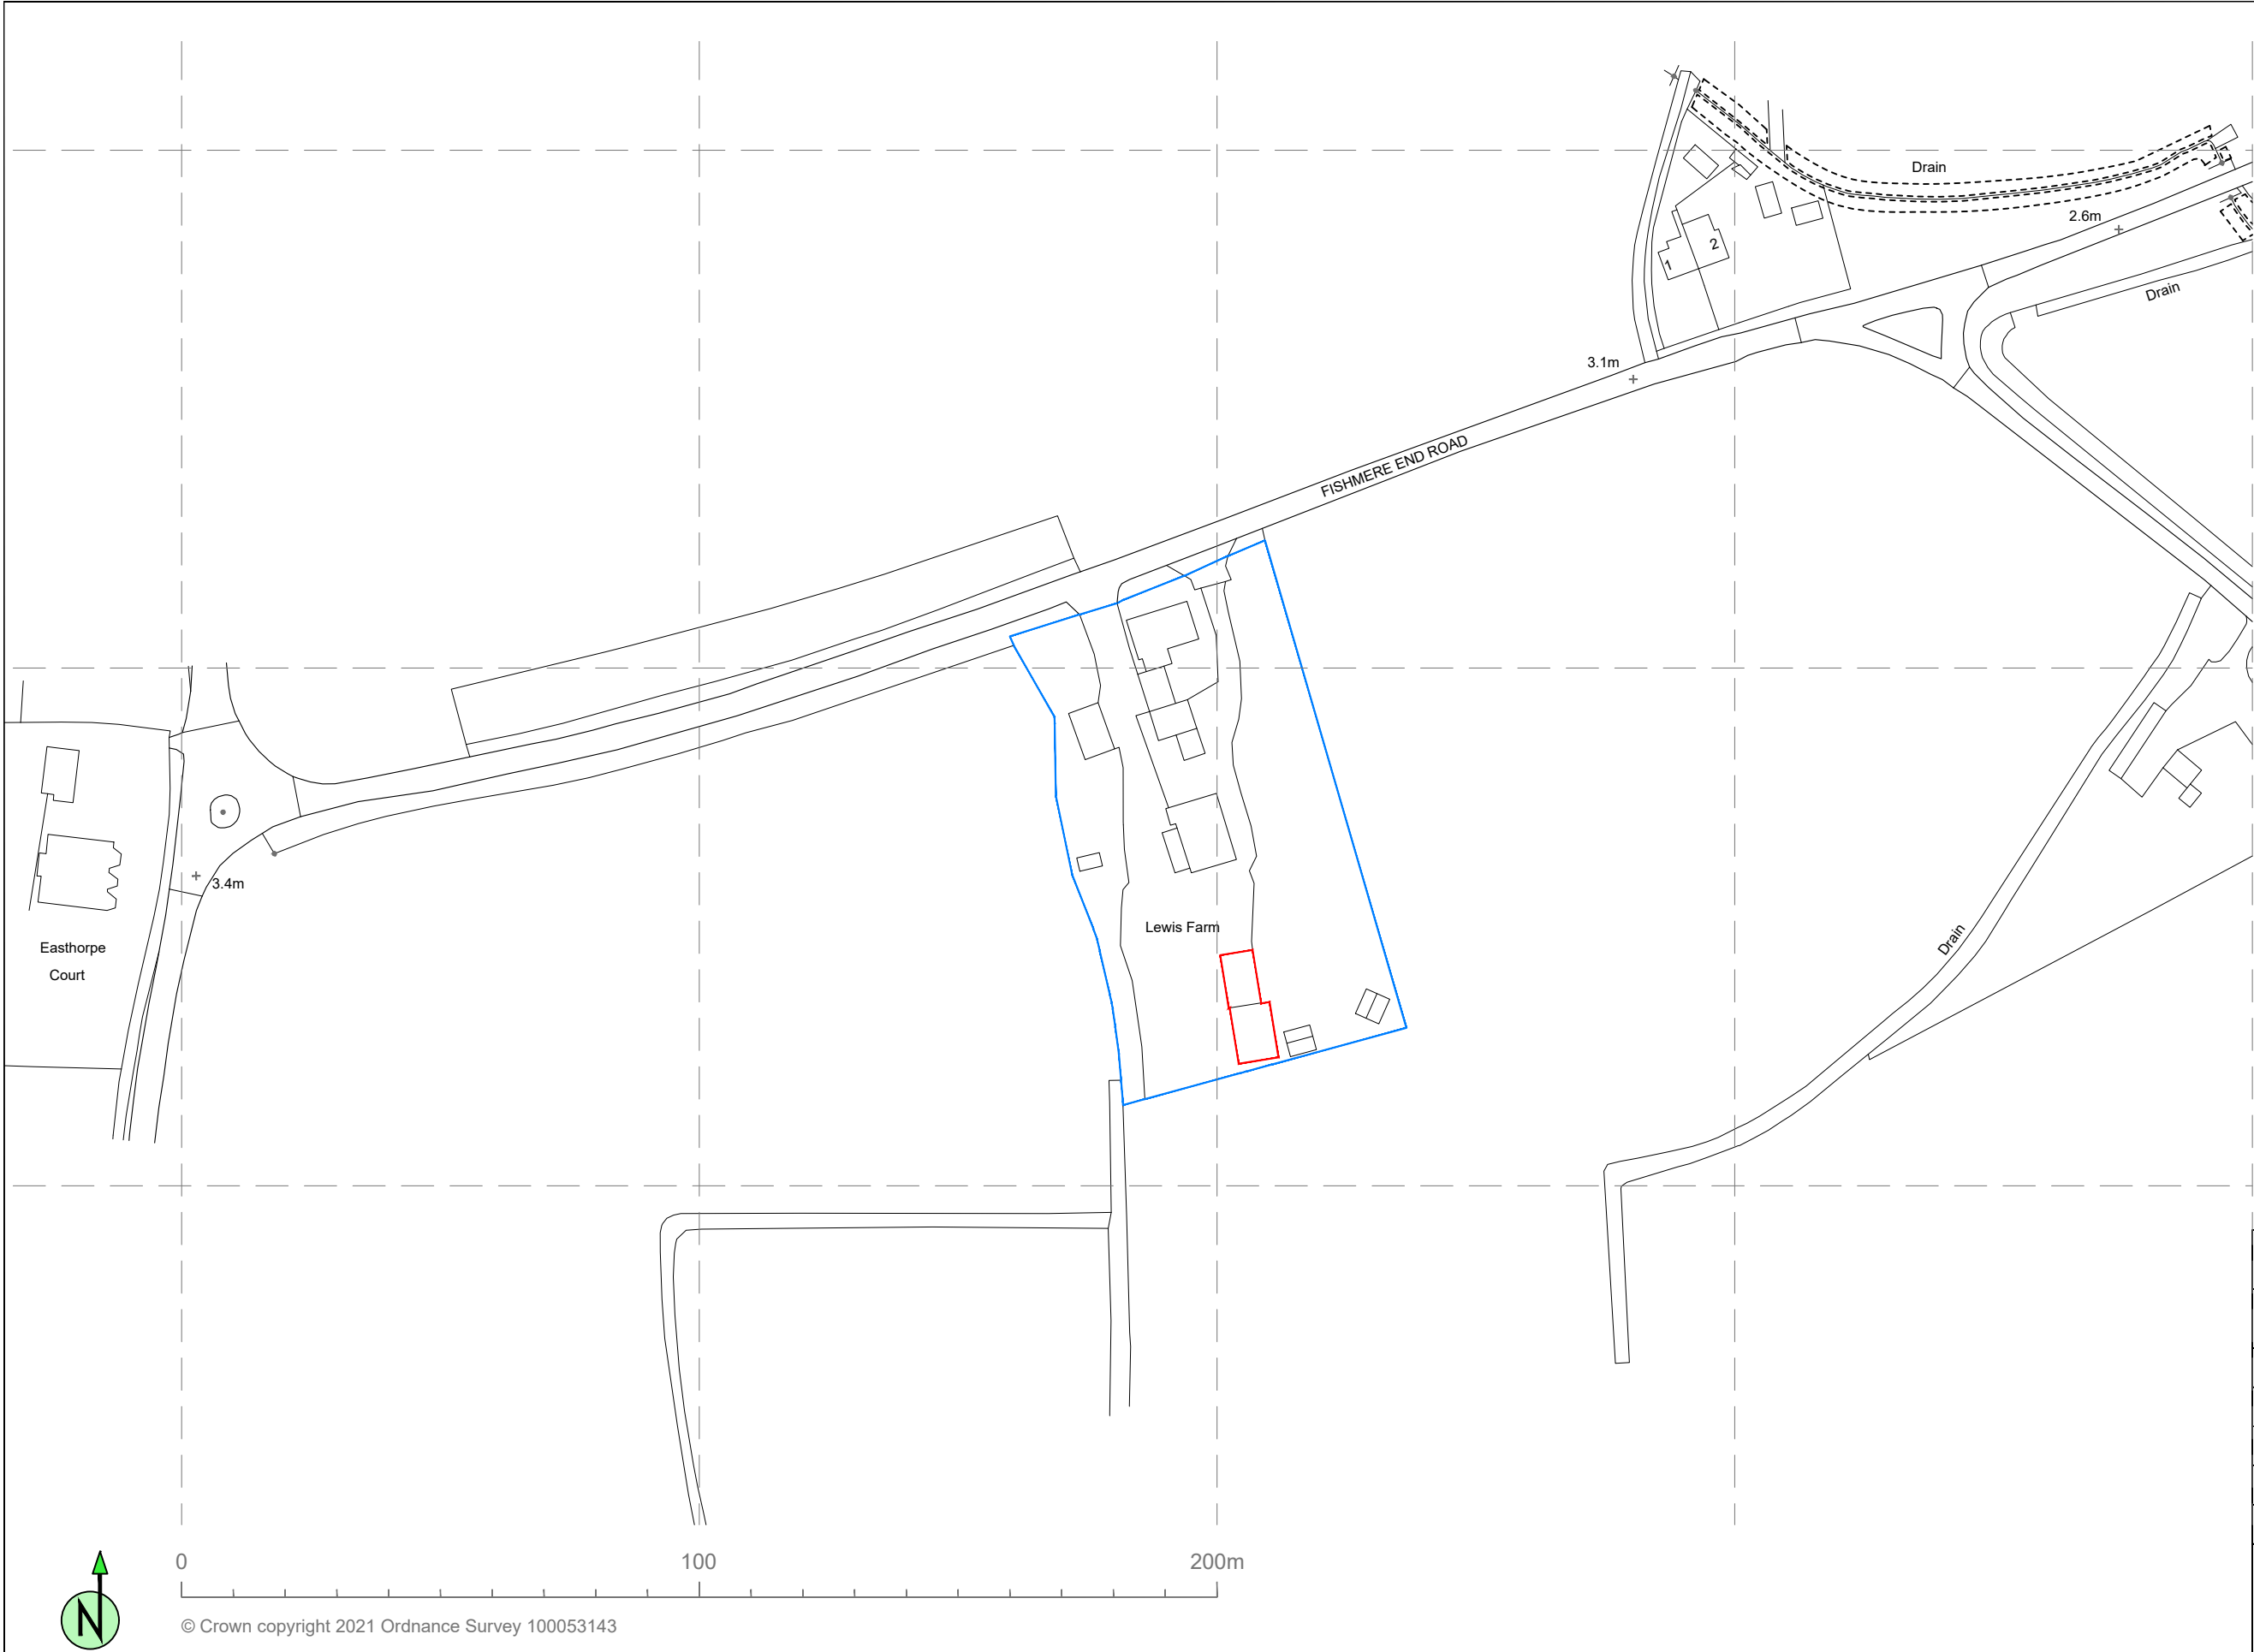 Drain
2.6m
2
1
Drain
3.1m
FISHMERE END ROAD
3.4m
Lewis Farm
Easthorpe
Court
Drain
0 100 200m
N
© Crown copyright 2021 Ordnance Survey 100053143